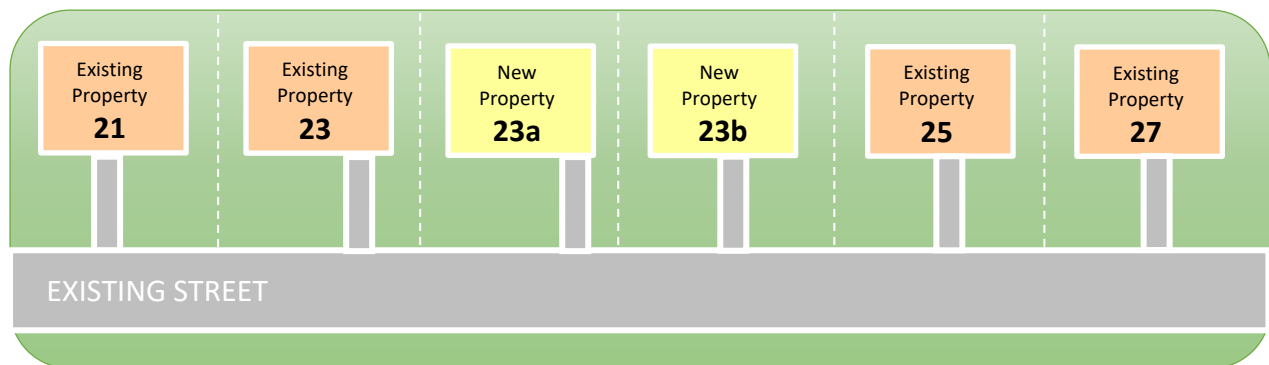 Existing
Property
21
Existing
Property
23
New
Property
23a
New
Property
23b
Existing
Property
25
Existing
Property
27
EXISTING STREET